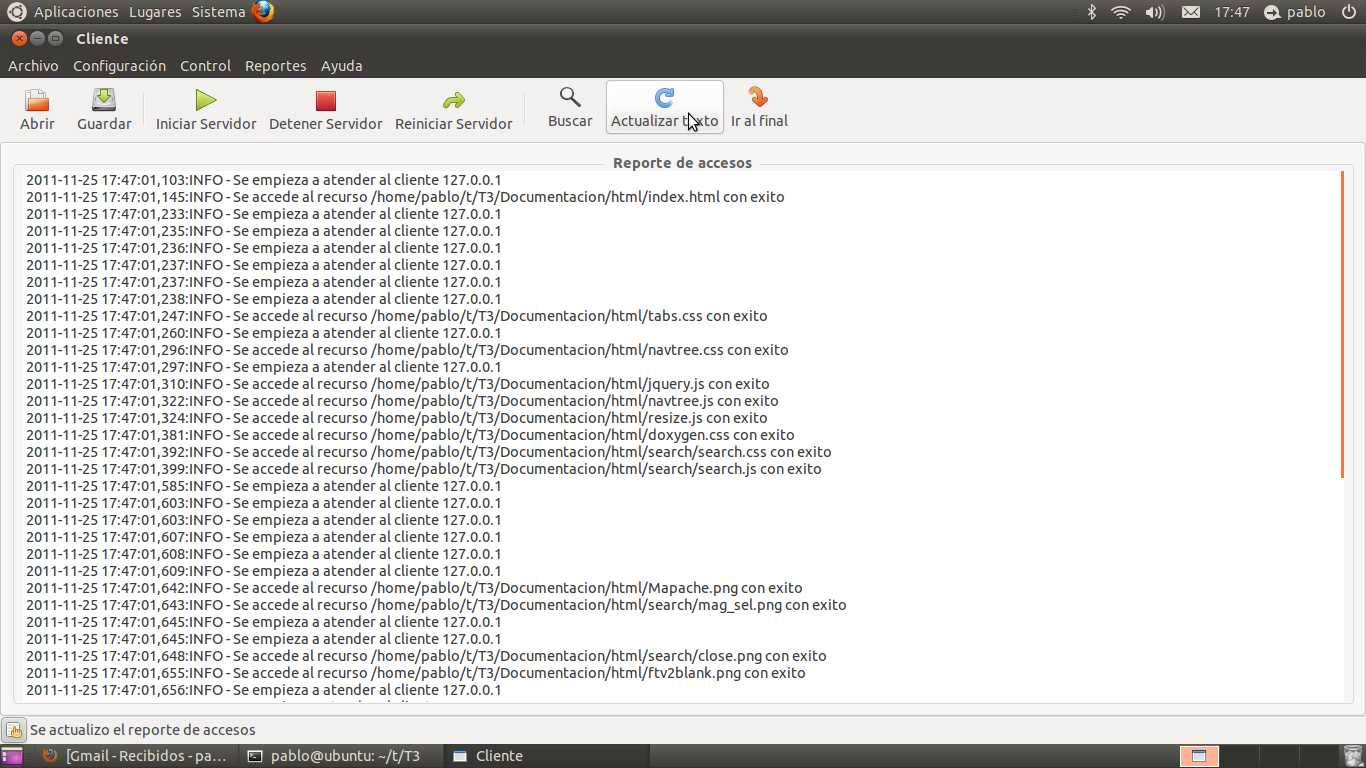 Aplicaciones Lugares Sistema 17:47 pablo
Cliente
Archivo Configuración Control Reportes Ayuda
Abrir Guardar Iniciar Servidor Detener Servidor Reiniciar Servidor Buscar Actualizar texto Ir al final
Reporte de accesos
2011-11-25 17:47:01,103:INFO - Se empieza a atender al cliente 127.0.0.1
2011-11-25 17:47:01,145:INFO - Se accede al recurso /home/pablo/t/T3/Documentacion/html/index.html con exito
2011-11-25 17:47:01,233:INFO - Se empieza a atender al cliente 127.0.0.1
2011-11-25 17:47:01,235:INFO - Se empieza a atender al cliente 127.0.0.1
2011-11-25 17:47:01,236:INFO - Se empieza a atender al cliente 127.0.0.1
2011-11-25 17:47:01,237:INFO - Se empieza a atender al cliente 127.0.0.1
2011-11-25 17:47:01,237:INFO - Se empieza a atender al cliente 127.0.0.1
2011-11-25 17:47:01,238:INFO - Se empieza a atender al cliente 127.0.0.1
2011-11-25 17:47:01,247:INFO - Se accede al recurso /home/pablo/t/T3/Documentacion/html/tabs.css con exito
2011-11-25 17:47:01,260:INFO - Se empieza a atender al cliente 127.0.0.1
2011-11-25 17:47:01,296:INFO - Se accede al recurso /home/pablo/t/T3/Documentacion/html/navtree.css con exito
2011-11-25 17:47:01,297:INFO - Se empieza a atender al cliente 127.0.0.1
2011-11-25 17:47:01,310:INFO - Se accede al recurso /home/pablo/t/T3/Documentacion/html/jquery.js con exito
2011-11-25 17:47:01,322:INFO - Se accede al recurso /home/pablo/t/T3/Documentacion/html/navtree.js con exito
2011-11-25 17:47:01,324:INFO - Se accede al recurso /home/pablo/t/T3/Documentacion/html/resize.js con exito
2011-11-25 17:47:01,381:INFO - Se accede al recurso /home/pablo/t/T3/Documentacion/html/doxygen.css con exito
2011-11-25 17:47:01,392:INFO - Se accede al recurso /home/pablo/t/T3/Documentacion/html/search/search.css con exito
2011-11-25 17:47:01,399:INFO - Se accede al recurso /home/pablo/t/T3/Documentacion/html/search/search.js con exito
2011-11-25 17:47:01,585:INFO - Se empieza a atender al cliente 127.0.0.1
2011-11-25 17:47:01,603:INFO - Se empieza a atender al cliente 127.0.0.1
2011-11-25 17:47:01,603:INFO - Se empieza a atender al cliente 127.0.0.1
2011-11-25 17:47:01,607:INFO - Se empieza a atender al cliente 127.0.0.1
2011-11-25 17:47:01,608:INFO - Se empieza a atender al cliente 127.0.0.1
2011-11-25 17:47:01,609:INFO - Se empieza a atender al cliente 127.0.0.1
2011-11-25 17:47:01,642:INFO - Se accede al recurso /home/pablo/t/T3/Documentacion/html/Mapache.png con exito
2011-11-25 17:47:01,643:INFO - Se accede al recurso /home/pablo/t/T3/Documentacion/html/search/mag_sel.png con exito
2011-11-25 17:47:01,645:INFO - Se empieza a atender al cliente 127.0.0.1
2011-11-25 17:47:01,645:INFO - Se empieza a atender al cliente 127.0.0.1
2011-11-25 17:47:01,648:INFO - Se accede al recurso /home/pablo/t/T3/Documentacion/html/search/close.png con exito
2011-11-25 17:47:01,655:INFO - Se accede al recurso /home/pablo/t/T3/Documentacion/html/ftv2blank.png con exito
2011-11-25 17:47:01,656:INFO - Se empieza a atender al cliente 127.0.0.1
Se actualizo el reporte de accesos
[Gmail - Recibidos - pa... pablo@ubuntu: ~/t/T3 Cliente